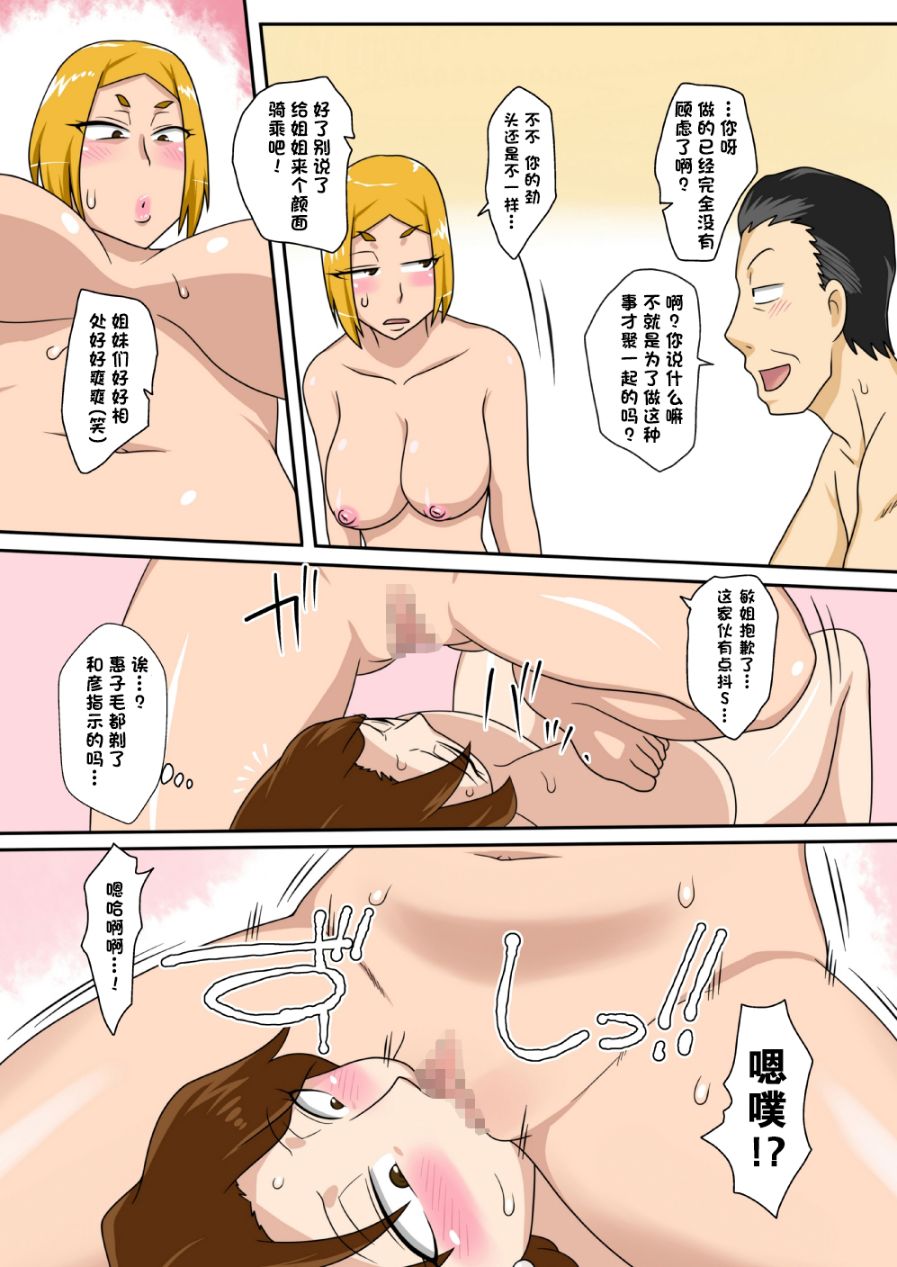 …你呀
做的已经完全没有
顾虑了啊？
啊？你说什么嘛
不就是为了做这种
事才聚一起的吗？
不不 你的劲
头还是不一样…
好了别说了
给姐姐来个颜面
骑乘吧！
姐妹们好好相
处好好爽爽(笑)
敏姐抱歉了…
这家伙有点抖S…
诶…？
惠子毛都剃了
和彦指示的吗…
嗯噗!?
ずしっ!!
嗯哈啊啊…！